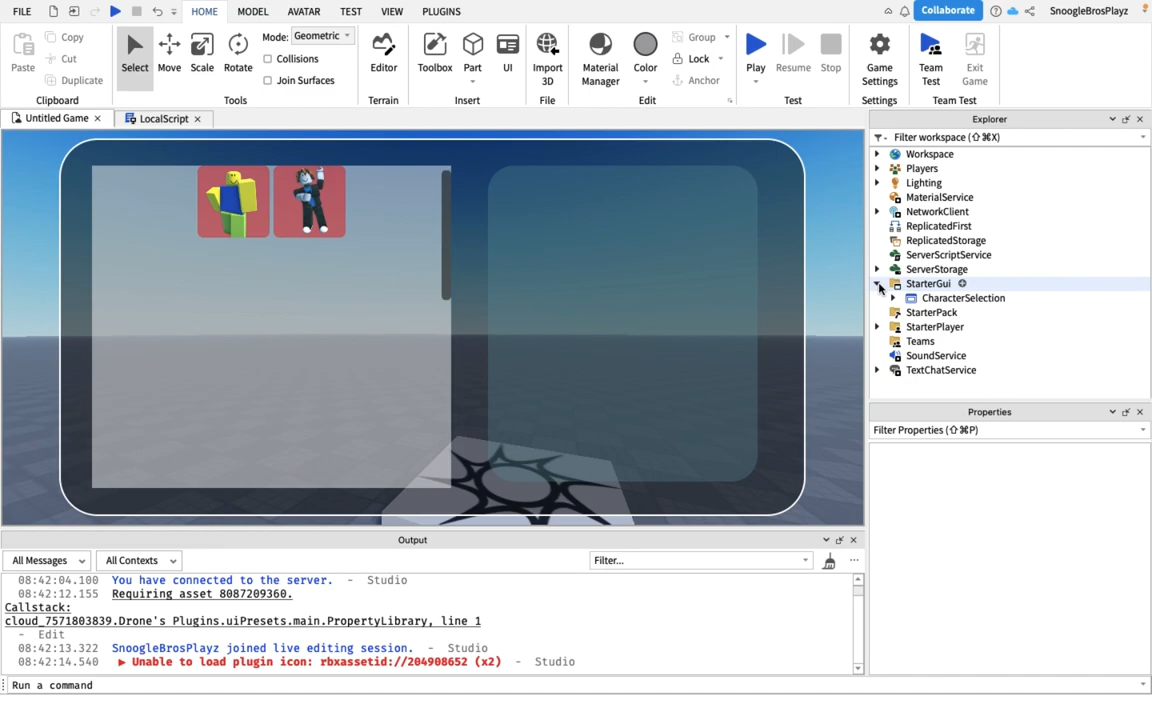 FILE HOME MODEL AVATAR TEST VIEW PLUGINS Collaborate SnoogleBrosPlayz
Paste Copy Cut Duplicate
Clipboard
Select Move Scale Rotate
Mode: Geometric
Collisions
Join Surfaces
Tools
Editor
Terrain
Toolbox Part UI
Insert
Import 3D
File
Material Manager Color
Group
Lock
Anchor
Edit
Play Resume Stop
Test
Game Settings
Settings
Team Test Exit Game
Team Test
Untitled Game LocalScript
Explorer
Filter workspace (⇧⌘X)
Workspace
Players
Lighting
MaterialService
NetworkClient
ReplicatedFirst
ReplicatedStorage
ServerScriptService
ServerStorage
StarterGui
CharacterSelection
StarterPack
StarterPlayer
Teams
SoundService
TextChatService
Properties
Filter Properties (⇧⌘P)
Output
All Messages All Contexts Filter...
08:42:04.100 You have connected to the server. - Studio
08:42:12.155 Requiring asset 8087209360.
Callstack:
cloud_7571803839.Drone's Plugins.uiPresets.main.PropertyLibrary, line 1
- Edit
08:42:13.322 SnoogleBrosPlayz joined live editing session. - Studio
08:42:14.540 ▶ Unable to load plugin icon: rbxassetid://204908652 (x2) - Studio
Run a command